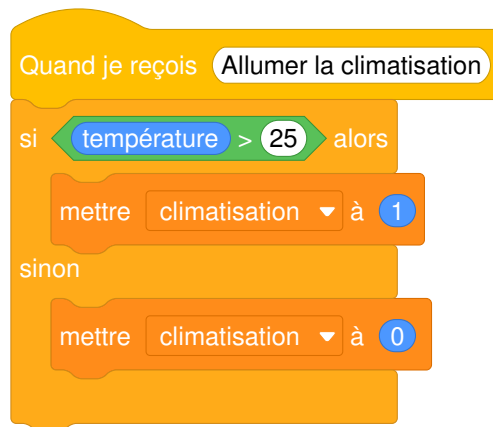 Quand je reçois Allumer la climatisation
si température > 25 alors
mettre climatisation à 1
sinon
mettre climatisation à 0